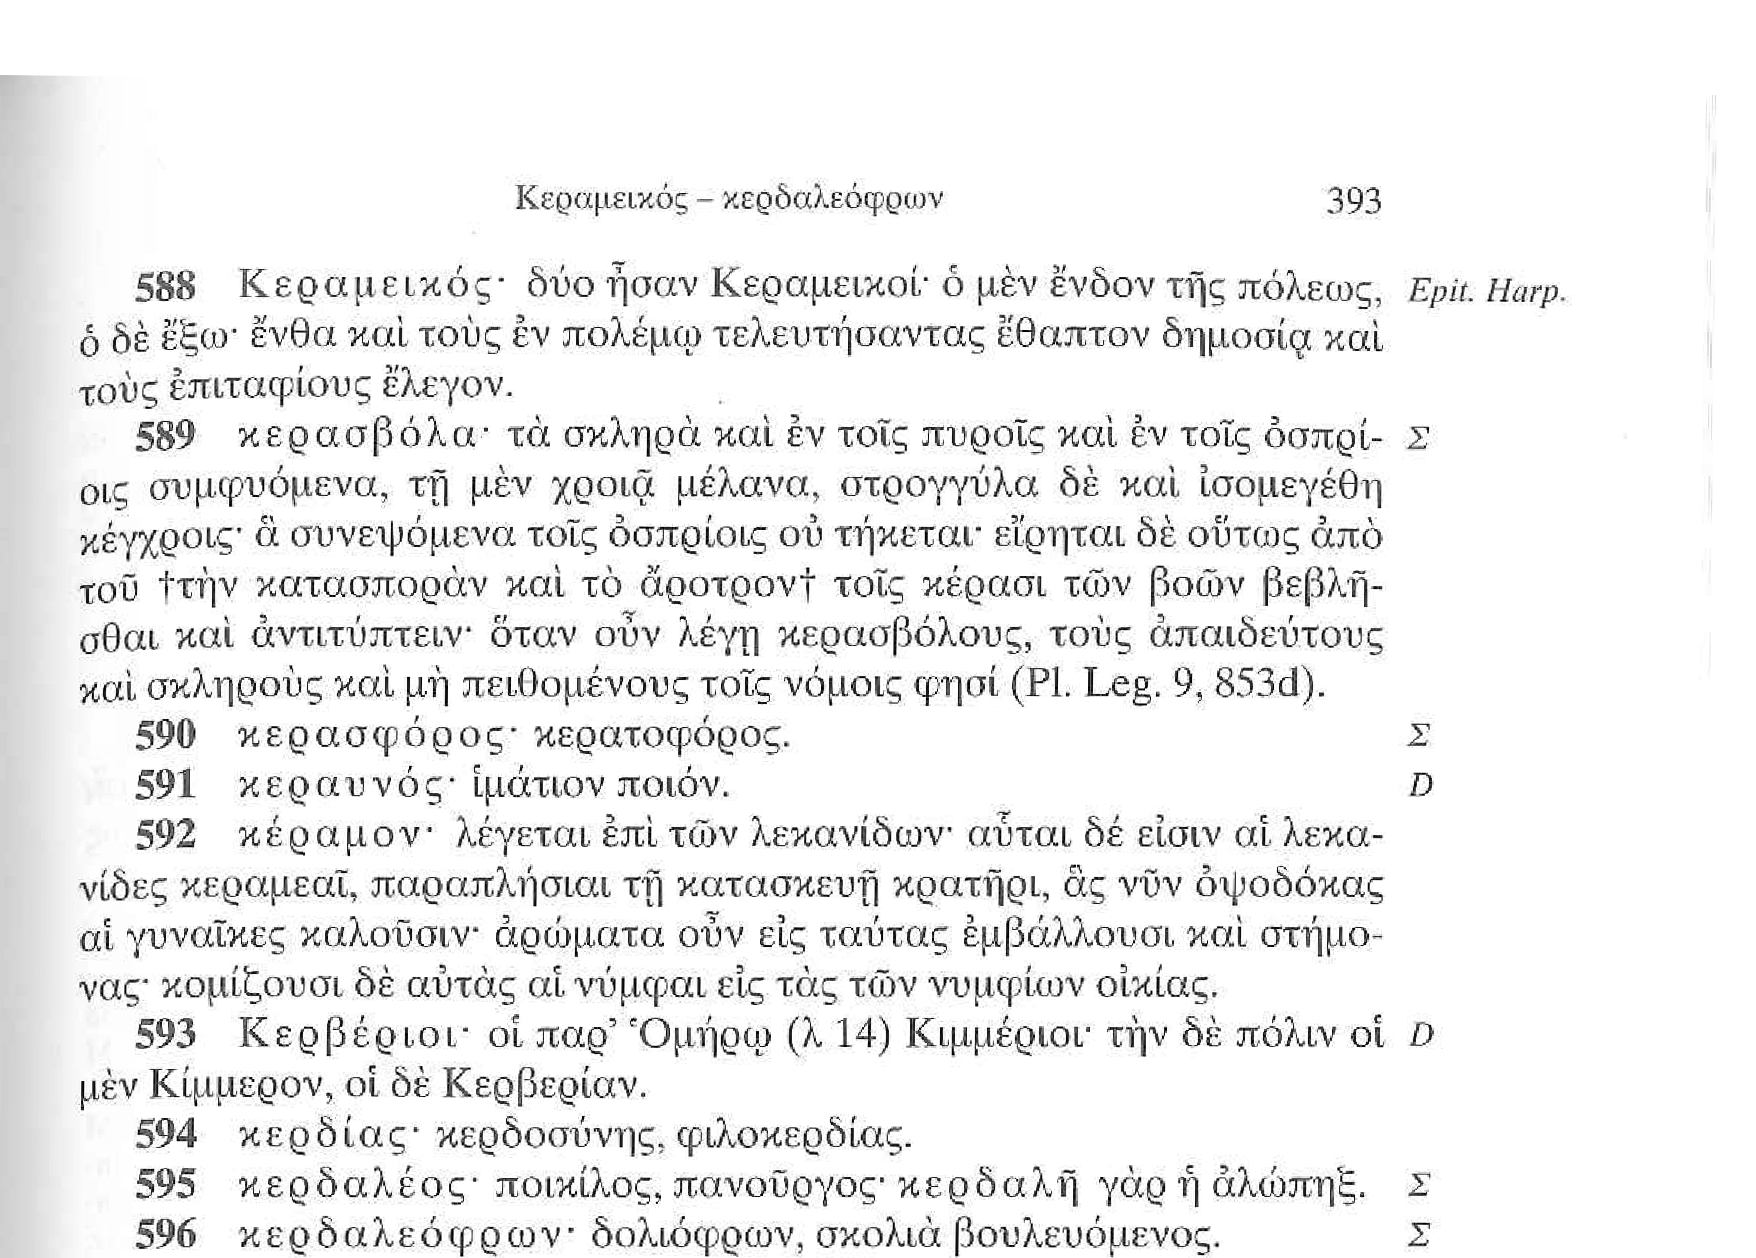 Κεραμεικός – κερδαλεόφρων 393
588 Κεραμεικός· δύο ἦσαν Κεραμεικοί· ὁ μὲν ἔνδον τῆς πόλεως, Epit. Harp.
ὁ δὲ ἔξω· ἔνθα καὶ τοὺς ἐν πολέμῳ τελευτήσαντας ἔθαπτον δημοσίᾳ καὶ
τοὺς ἐπιταφίους ἔλεγον.
589 κερασβόλα· τὰ σκληρὰ καὶ ἐν τοῖς πυροῖς καὶ ἐν τοῖς ὀσπρί- Σ
οις συμφυόμενα, τῇ μὲν χροιᾷ μέλανα, στρογγύλα δὲ καὶ ἰσομεγέθη
κέγχροις· ἃ συνεψόμενα τοῖς ὀσπρίοις οὐ τήκεται· εἴρηται δὲ οὕτως ἀπὸ
τοῦ †τὴν κατασπορὰν καὶ τὸ ἄροτρον† τοῖς κέρασι τῶν βοῶν βεβλῆ-
σθαι καὶ ἀντιτύπτειν· ὅταν οὖν λέγῃ κερασβόλους, τοὺς ἀπαιδεύτους
καὶ σκληροὺς καὶ μὴ πειθομένους τοῖς νόμοις φησί (Pl. Leg. 9, 853d).
590 κερασφόρος· κερατοφόρος. Σ
591 κεραυνός· ἱμάτιον ποιόν. D
592 κέραμον· λέγεται ἐπὶ τῶν λεκανίδων· αὗται δέ εἰσιν αἱ λεκα-
νίδες κεραμεαῖ, παραπλήσιαι τῇ κατασκευῇ κρατῆρι, ἃς νῦν ὀψοδόκας
αἱ γυναῖκες καλοῦσιν· ἀρώματα οὖν εἰς ταύτας ἐμβάλλουσι καὶ στήμο-
νας· κομίζουσι δὲ αὐτὰς αἱ νύμφαι εἰς τὰς τῶν νυμφίων οἰκίας.
593 Κερβέριοι· οἱ παρ’ Ὁμήρῳ (λ 14) Κιμμέριοι· τὴν δὲ πόλιν οἱ D
μὲν Κίμμερον, οἱ δὲ Κερβερίαν.
594 κερδίας· κερδοσύνης, φιλοκερδίας.
595 κερδαλέος· ποικίλος, πανοῦργος· κερδαλῆ γὰρ ἡ ἀλώπηξ. Σ
596 κερδαλεόφρων· δολιόφρων, σκολιὰ βουλευόμενος. Σ